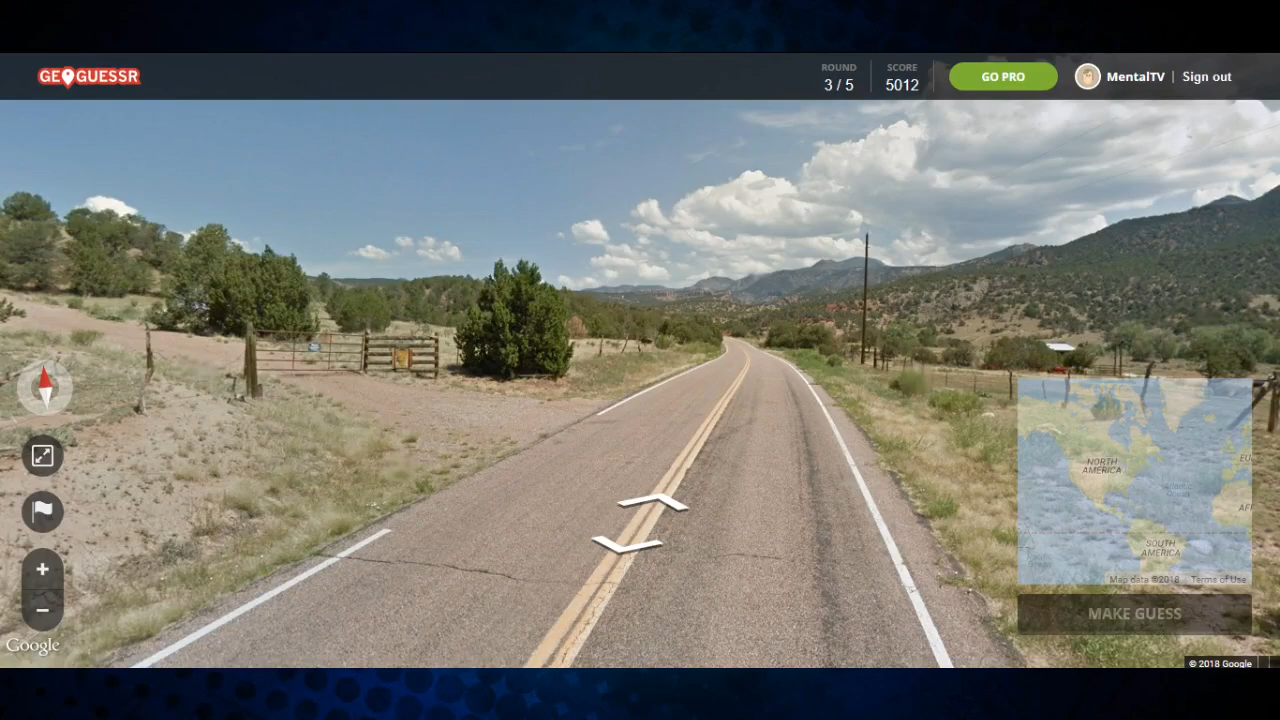 GEOGUESSR
ROUND
3 / 5
SCORE
5012
GO PRO
MentalTV | Sign out
NORTH
AMERICA
SOUTH
AMERICA
EU
AF
Map data ©2018
Terms of Use
MAKE GUESS
Google
© 2018 Google